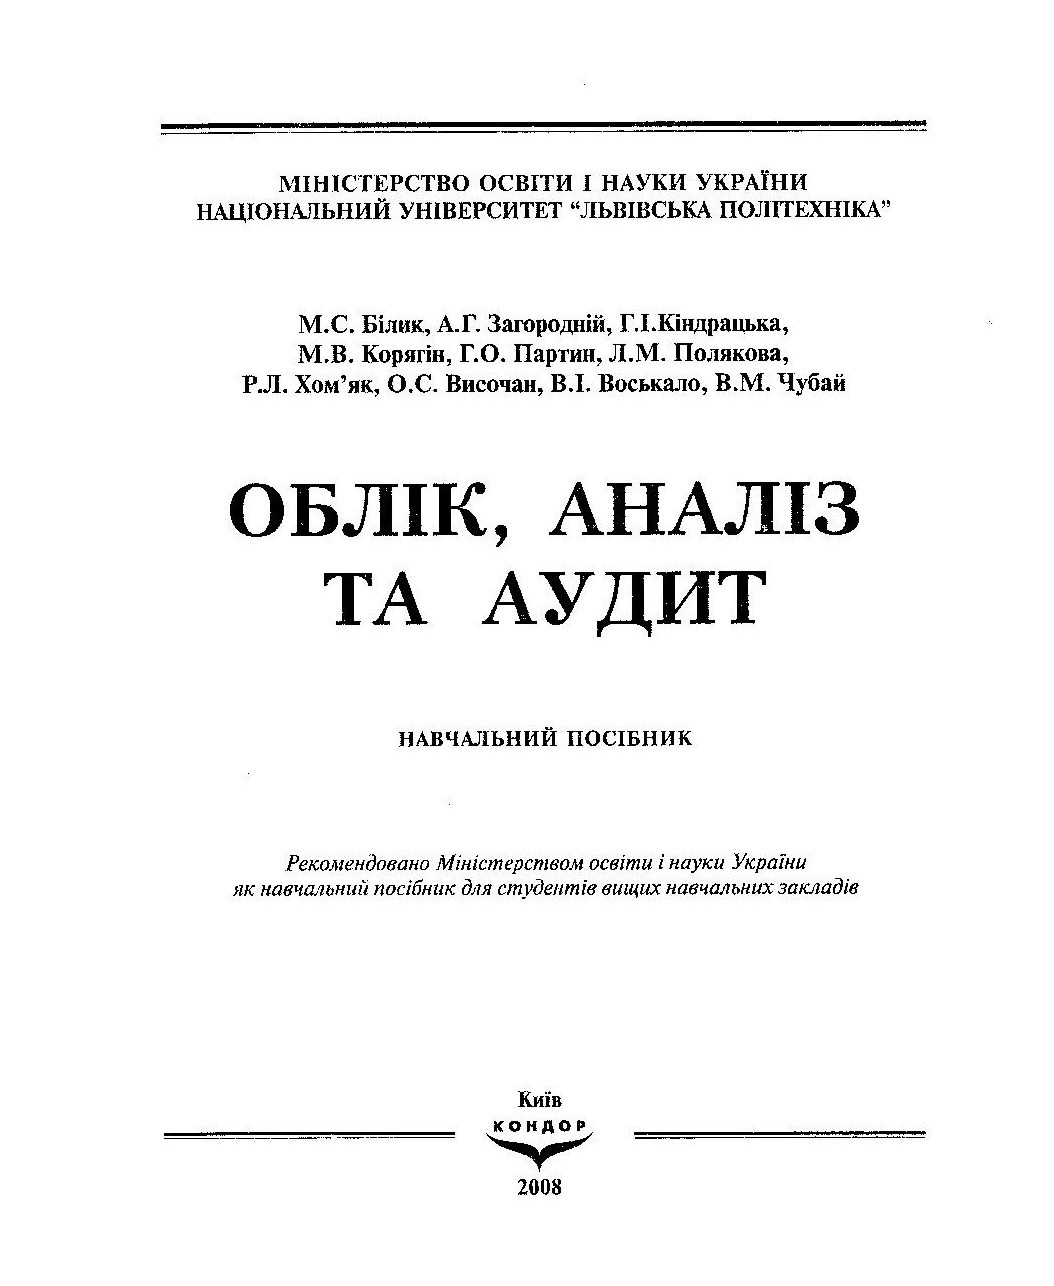 МІНІСТЕРСТВО ОСВІТИ І НАУКИ УКРАЇНИ
НАЦІОНАЛЬНИЙ УНІВЕРСИТЕТ “ЛЬВІВСЬКА ПОЛІТЕХНІКА”
М.С. Білик, А.Г. Загородній, Г.І.Кіндрацька,
М.В. Корягін, Г.О. Партин, Л.М. Полякова,
Р.Л. Хом’як, О.С. Височан, В.І. Воськало, В.М. Чубай
ОБЛІК, АНАЛІЗ
ТА АУДИТ
НАВЧАЛЬНИЙ ПОСІБНИК
Рекомендовано Міністерством освіти і науки України
як навчальний посібник для студентів вищих навчальних закладів
Київ
КОНДОР
2008